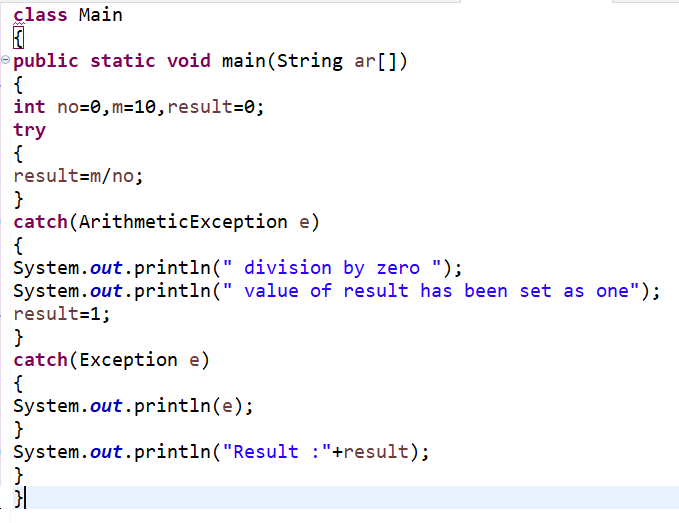 class Main
{
public static void main(String ar[])
{
int no=0,m=10,result=0;
try
{
result=m/no;
}
catch(ArithmeticException e)
{
System.out.println(" division by zero ");
System.out.println(" value of result has been set as one");
result=1;
}
catch(Exception e)
{
System.out.println(e);
}
System.out.println("Result :"+result);
}
}